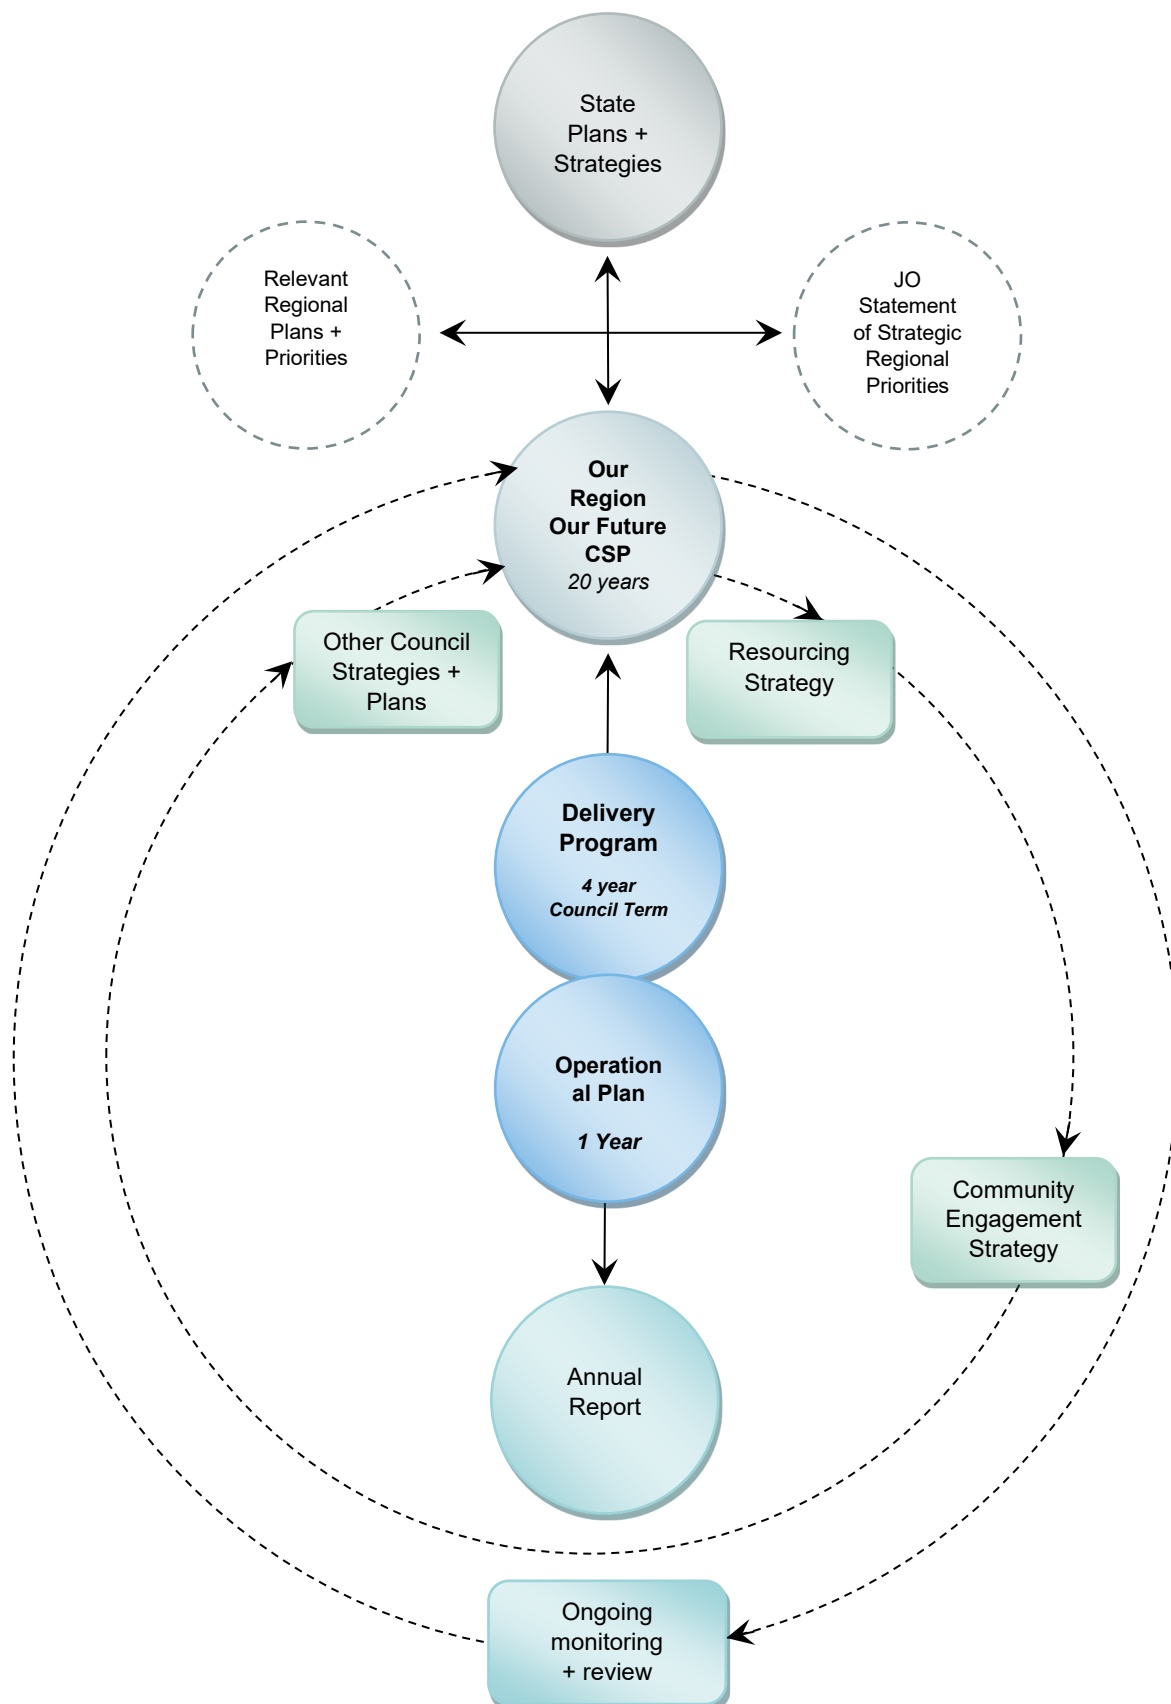 State
Plans +
Strategies
Relevant
Regional
Plans +
Priorities
JO
Statement
of Strategic
Regional
Priorities
Our
Region
Our Future
CSP
20 years
Other Council
Strategies +
Plans
Resourcing
Strategy
Delivery
Program
4 year
Council Term
Operation
al Plan
1 Year
Community
Engagement
Strategy
Annual
Report
Ongoing
monitoring
+ review